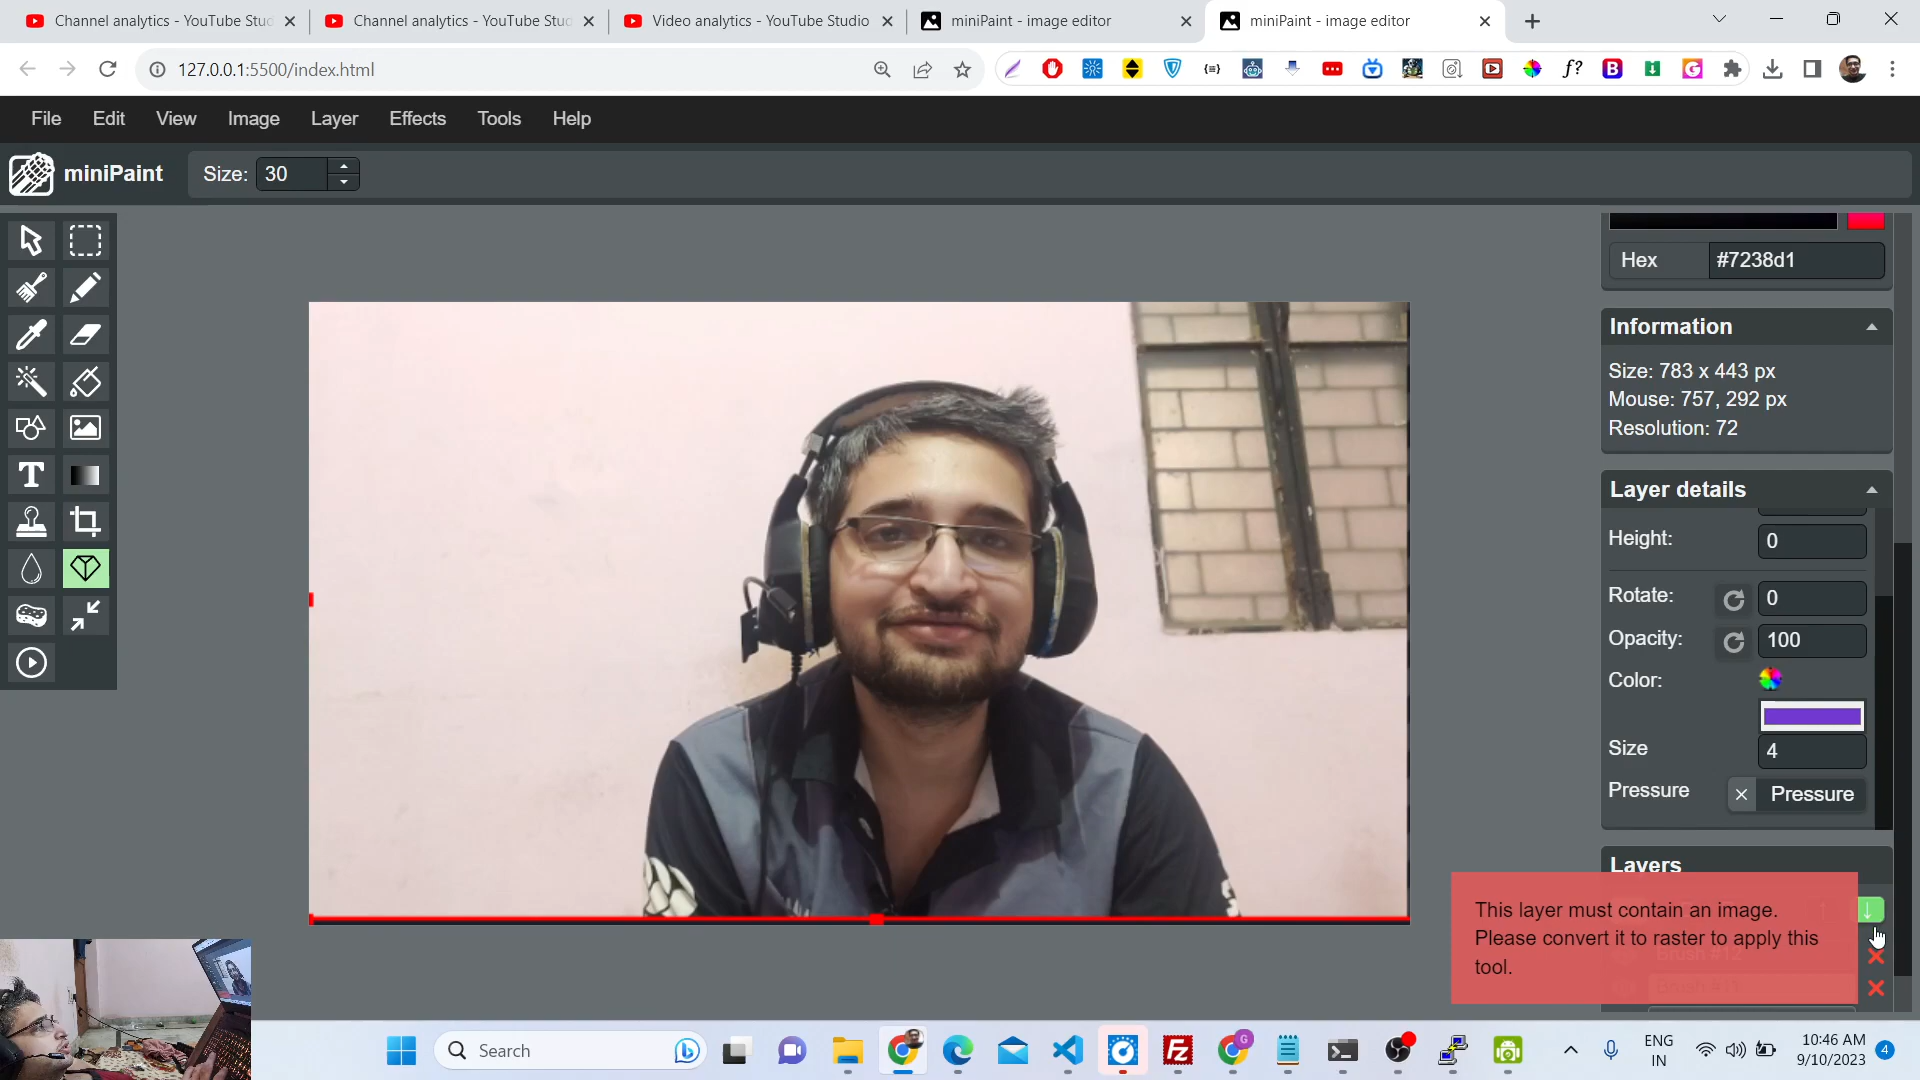 Channel analytics - YouTube Stud
Channel analytics - YouTube Stud
Video analytics - YouTube Studio
miniPaint - image editor
miniPaint - image editor
127.0.0.1:5500/index.html
File Edit View Image Layer Effects Tools Help
miniPaint
Size: 30
Hex #7238d1
Information
Size: 783 x 443 px
Mouse: 757, 292 px
Resolution: 72
Layer details
Height: 0
Rotate: 0
Opacity: 100
Color:
Size 4
Pressure Pressure
Layers
This layer must contain an image.
Please convert it to raster to apply this
tool.
Brush #12
Search
ENG
IN
10:46 AM
9/10/2023
4